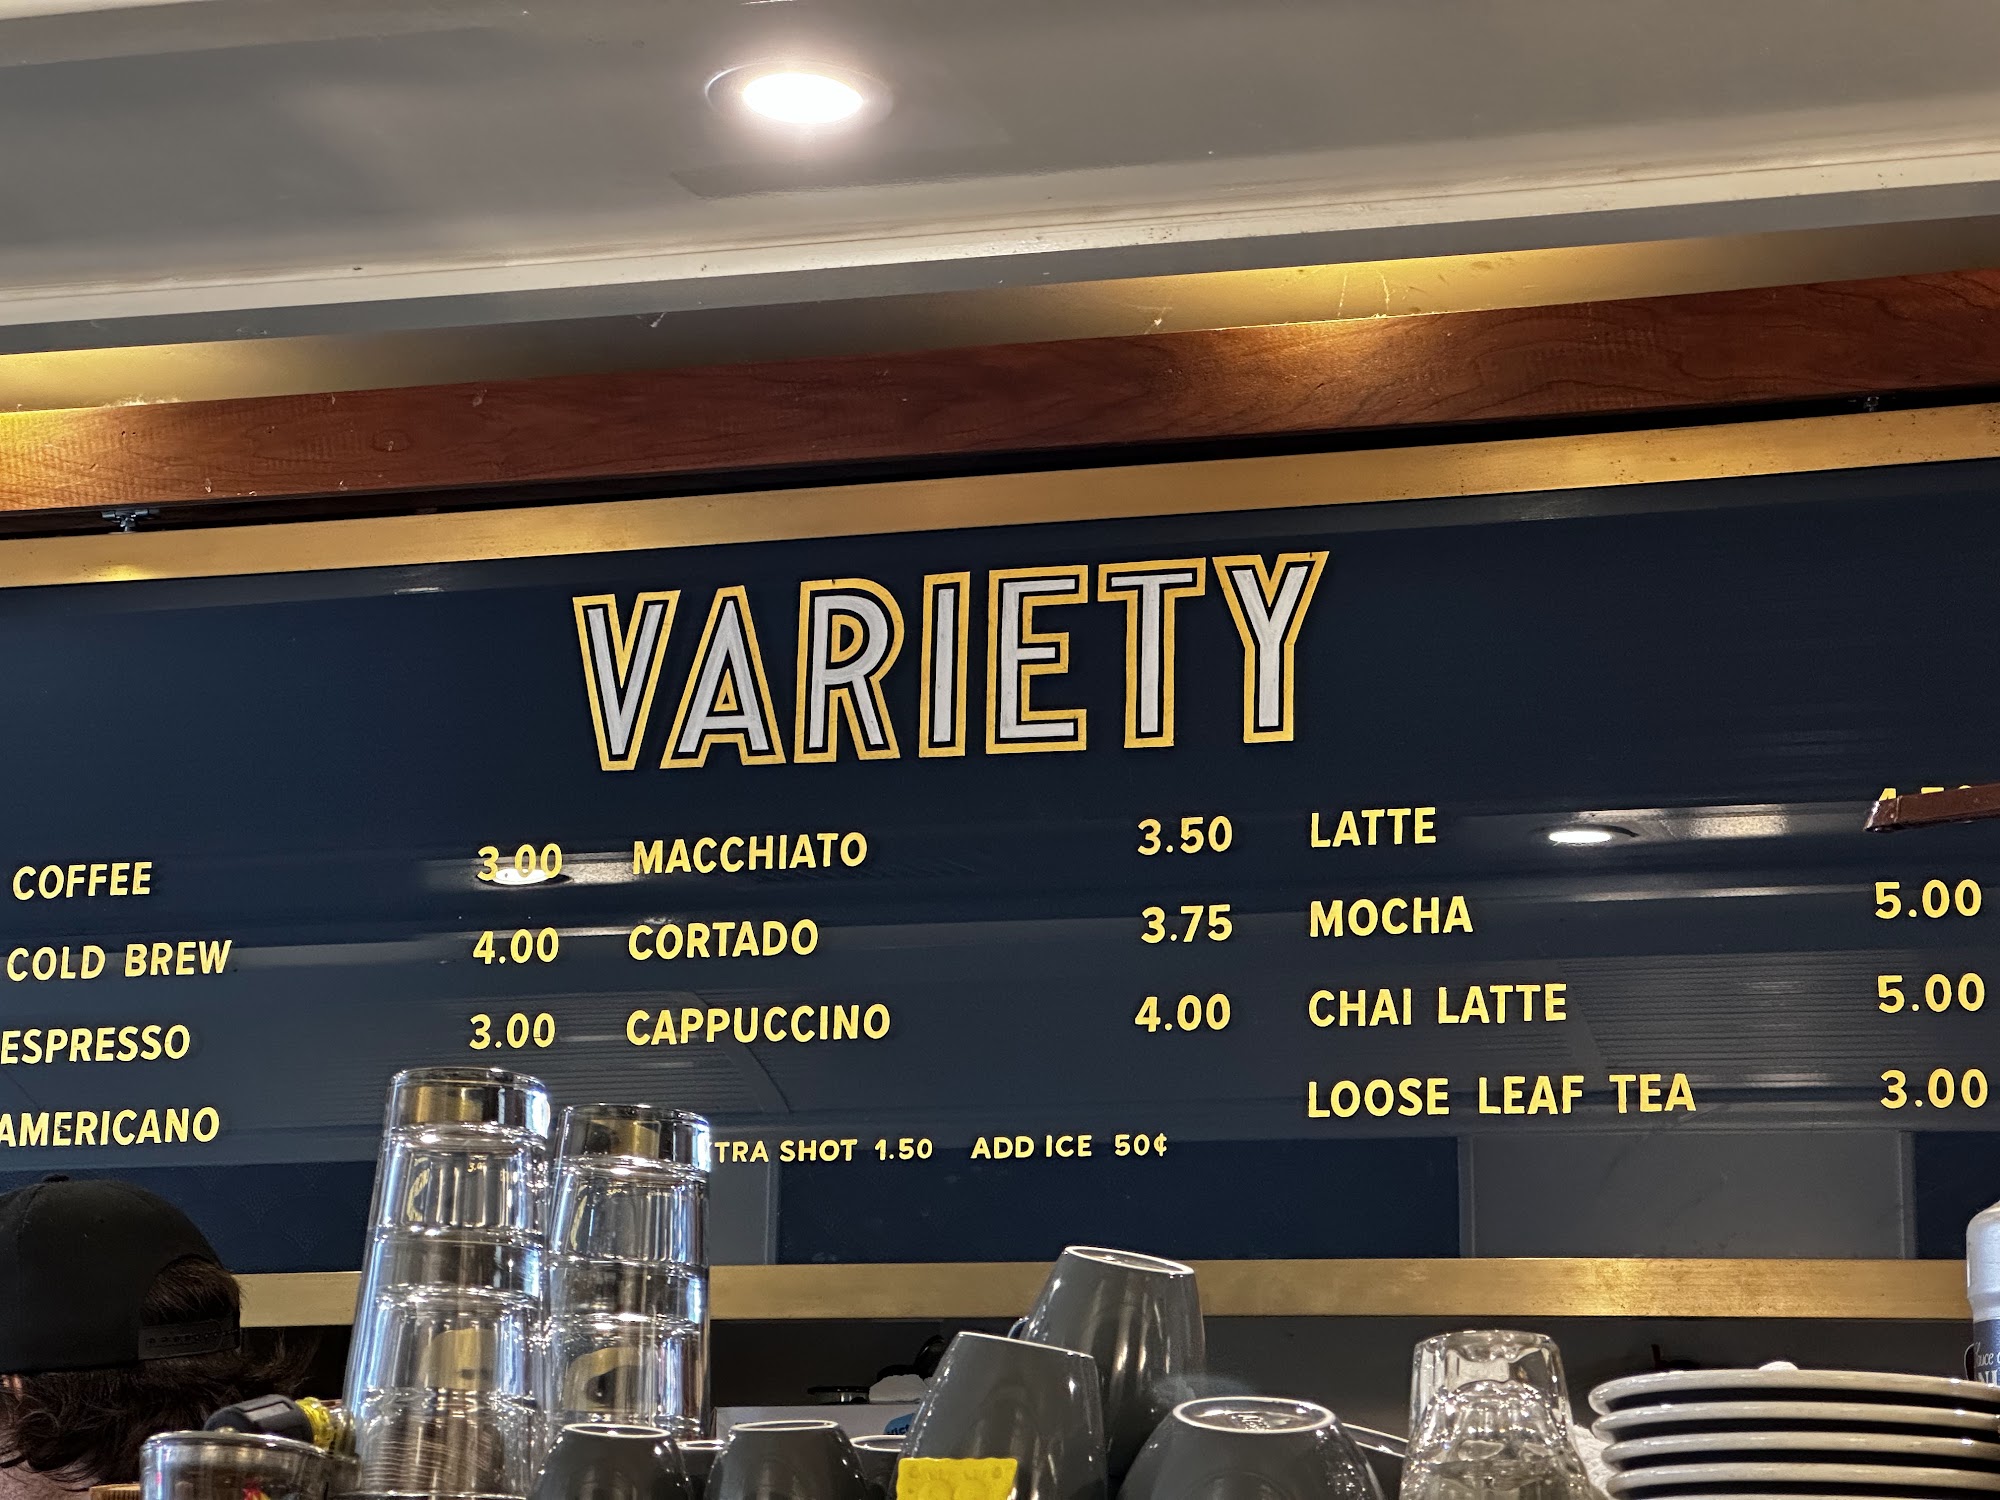 VARIETY
COFFEE 3.00
COLD BREW 4.00
ESPRESSO 3.00
AMERICANO
MACCHIATO 3.50
CORTADO 3.75
CAPPUCCINO 4.00
LATTE
MOCHA 5.00
CHAI LATTE 5.00
LOOSE LEAF TEA 3.00
TRA SHOT 1.50 ADD ICE 50¢